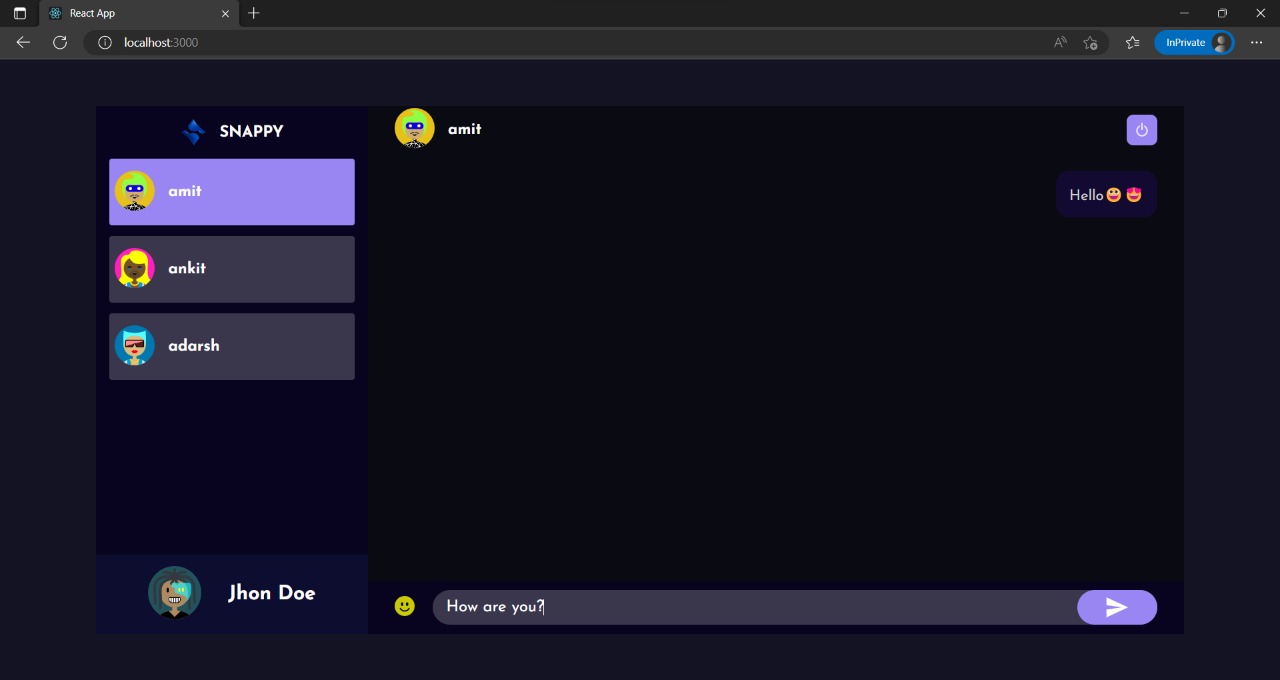 React App
localhost:3000
InPrivate
SNAPPY
amit
ankit
adarsh
Jhon Doe
amit
Hello😀 😍
How are you?